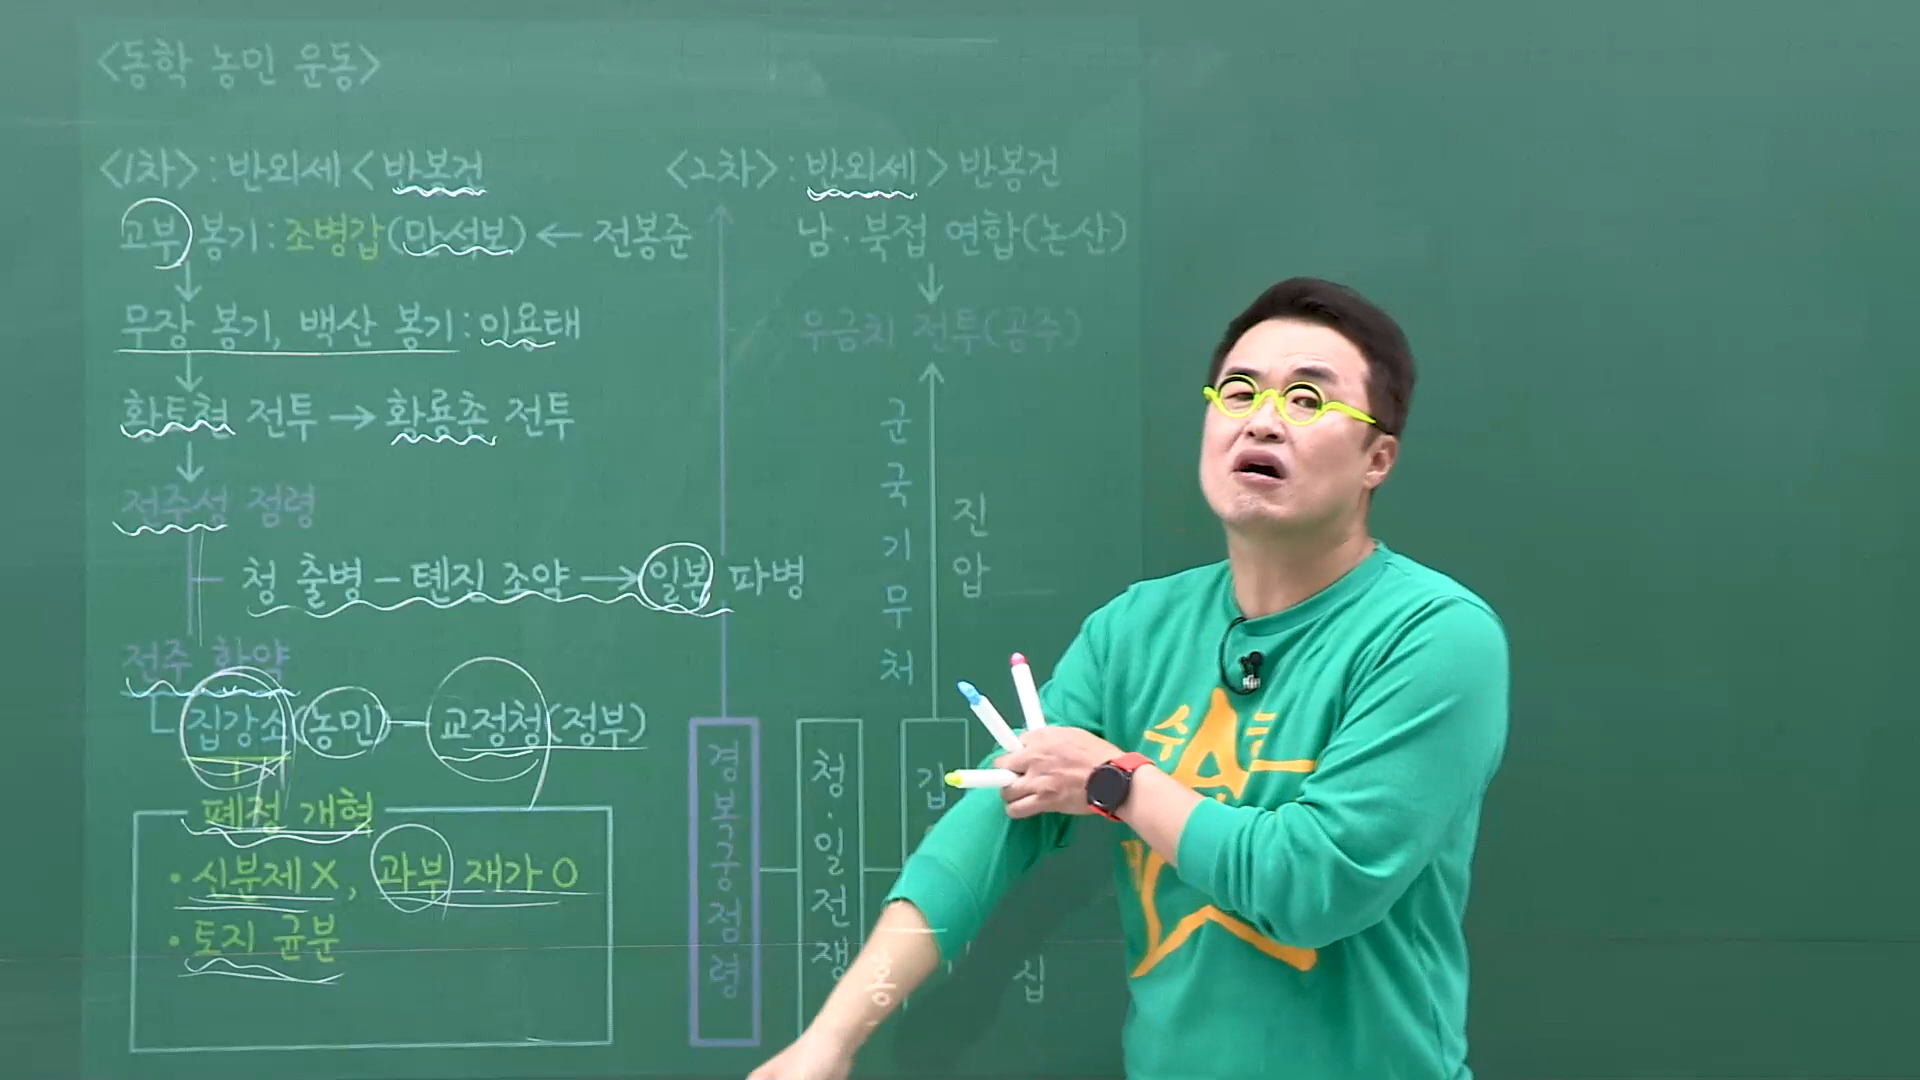 <동학 농민 운동>
<1차> : 반외세 < 반봉건
고부 봉기 : 조병갑(만석보) ← 전봉준
↓
무장 봉기, 백산 봉기 : 이용태
↓
황토현 전투 → 황룡촌 전투
↓
전주성 점령
청 출병 - 톈진 조약 → 일본 파병
전주 화약
집강소(농민) - 교정청(정부)
폐정 개혁
· 신분제 X, 과부 재가 O
· 토지 균분
<2차> : 반외세 > 반봉건
남·북접 연합(논산)
↓
우금치 전투(공주)
군국기무처
진압
경복궁점령
청·일전쟁
갑
십
수